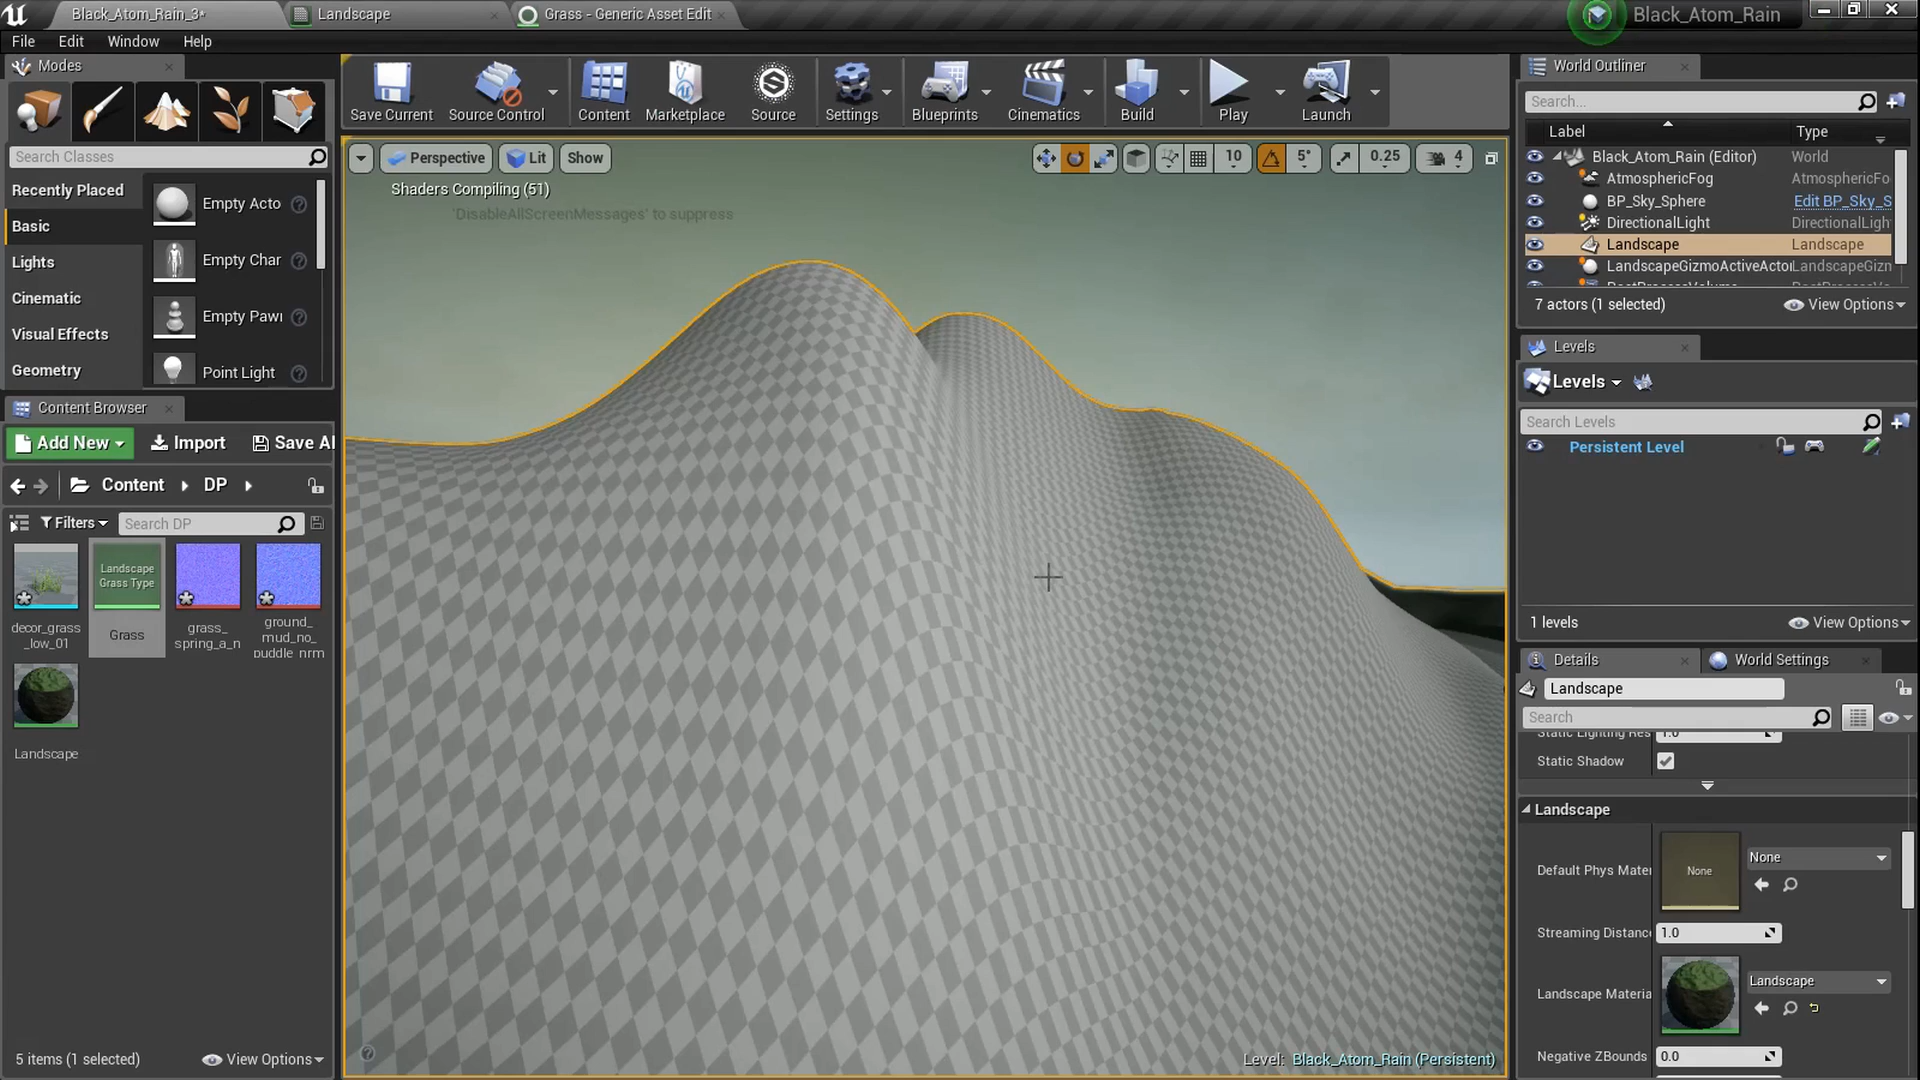 Black_Atom_Rain_3*
Landscape
Grass - Generic Asset Edit
Black_Atom_Rain
File
Edit
Window
Help
Modes
Search Classes
Recently Placed
Basic
Lights
Cinematic
Visual Effects
Geometry
Empty Acto
Empty Char
Empty Pawn
Point Light
Save Current
Source Control
Content
Marketplace
Source
Settings
Blueprints
Cinematics
Build
Play
Launch
Perspective
Lit
Show
10
5°
0.25
4
Shaders Compiling (51)
'DisableAllScreenMessages' to suppress
Level: Black_Atom_Rain (Persistent)
Content Browser
Add New
Import
Save Al
Content
DP
Filters
Search DP
Landscape
Grass Type
decor_grass
_low_01
Grass
grass_
spring_a_n
ground_
mud_no_
puddle_nrm
Landscape
5 items (1 selected)
View Options
World Outliner
Search...
Label
Type
Black_Atom_Rain (Editor)
World
AtmosphericFog
AtmosphericFo
BP_Sky_Sphere
Edit BP_Sky_S
DirectionalLight
DirectionalLigh
Landscape
Landscape
LandscapeGizmoActiveActor
LandscapeGizn
7 actors (1 selected)
View Options
Levels
Levels
Search Levels
Persistent Level
1 levels
View Options
Details
World Settings
Landscape
Search
Static Lighting Res
1.0
Static Shadow
Landscape
Default Phys Mater
None
None
Streaming Distance
1.0
Landscape Materia
Landscape
Negative ZBounds
0.0